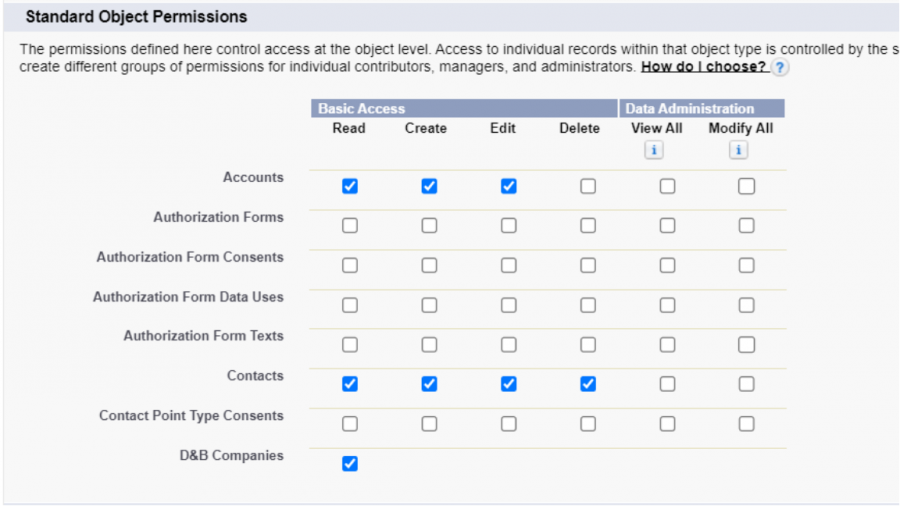 Standard Object Permissions
The permissions defined here control access at the object level. Access to individual records within that object type is controlled by the s
create different groups of permissions for individual contributors, managers, and administrators. How do I choose? ?
Basic Access Data Administration
Read Create Edit Delete View All Modify All
i i
Accounts
Authorization Forms
Authorization Form Consents
Authorization Form Data Uses
Authorization Form Texts
Contacts
Contact Point Type Consents
D&B Companies